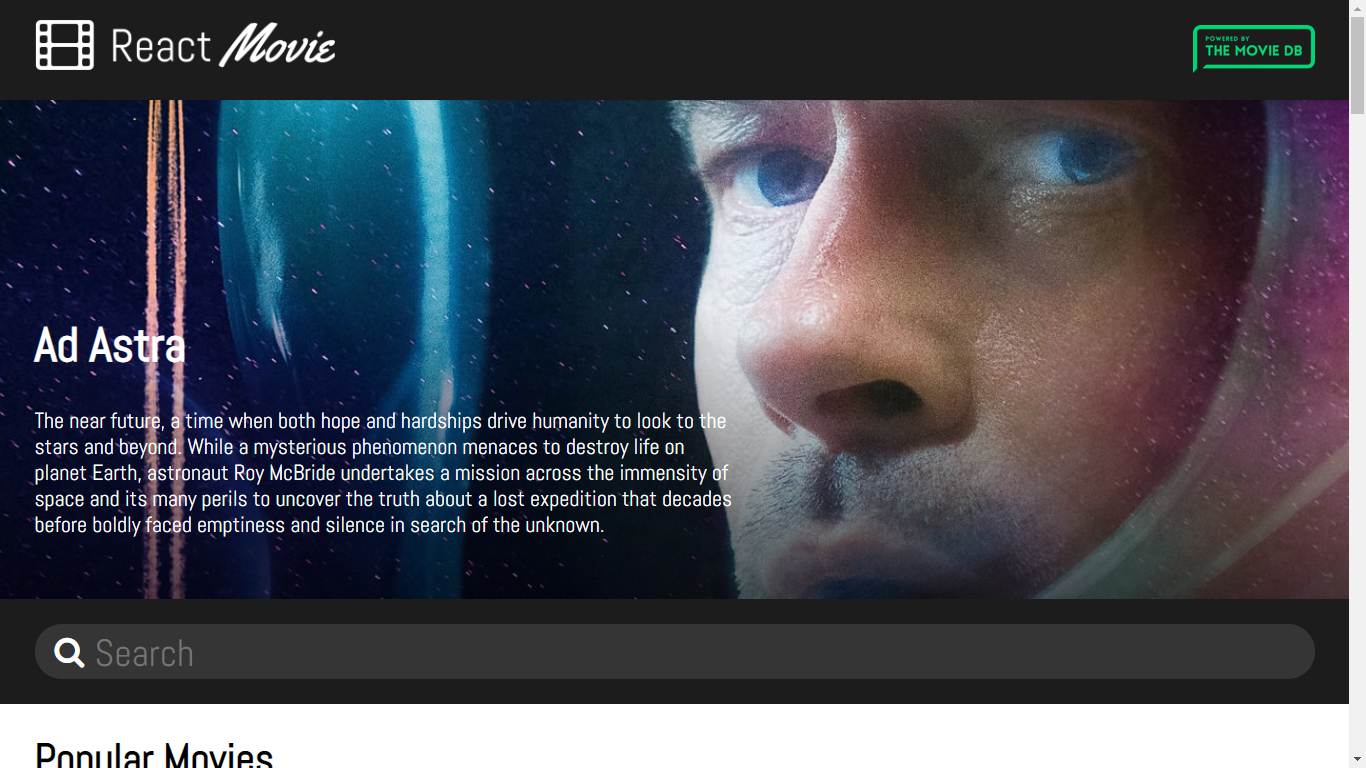 React Movie
POWERED BY
THE MOVIE DB
Ad Astra
The near future, a time when both hope and hardships drive humanity to look to the
stars and beyond. While a mysterious phenomenon menaces to destroy life on
planet Earth, astronaut Roy McBride undertakes a mission across the immensity of
space and its many perils to uncover the truth about a lost expedition that decades
before boldly faced emptiness and silence in search of the unknown.
Search
Popular Movies